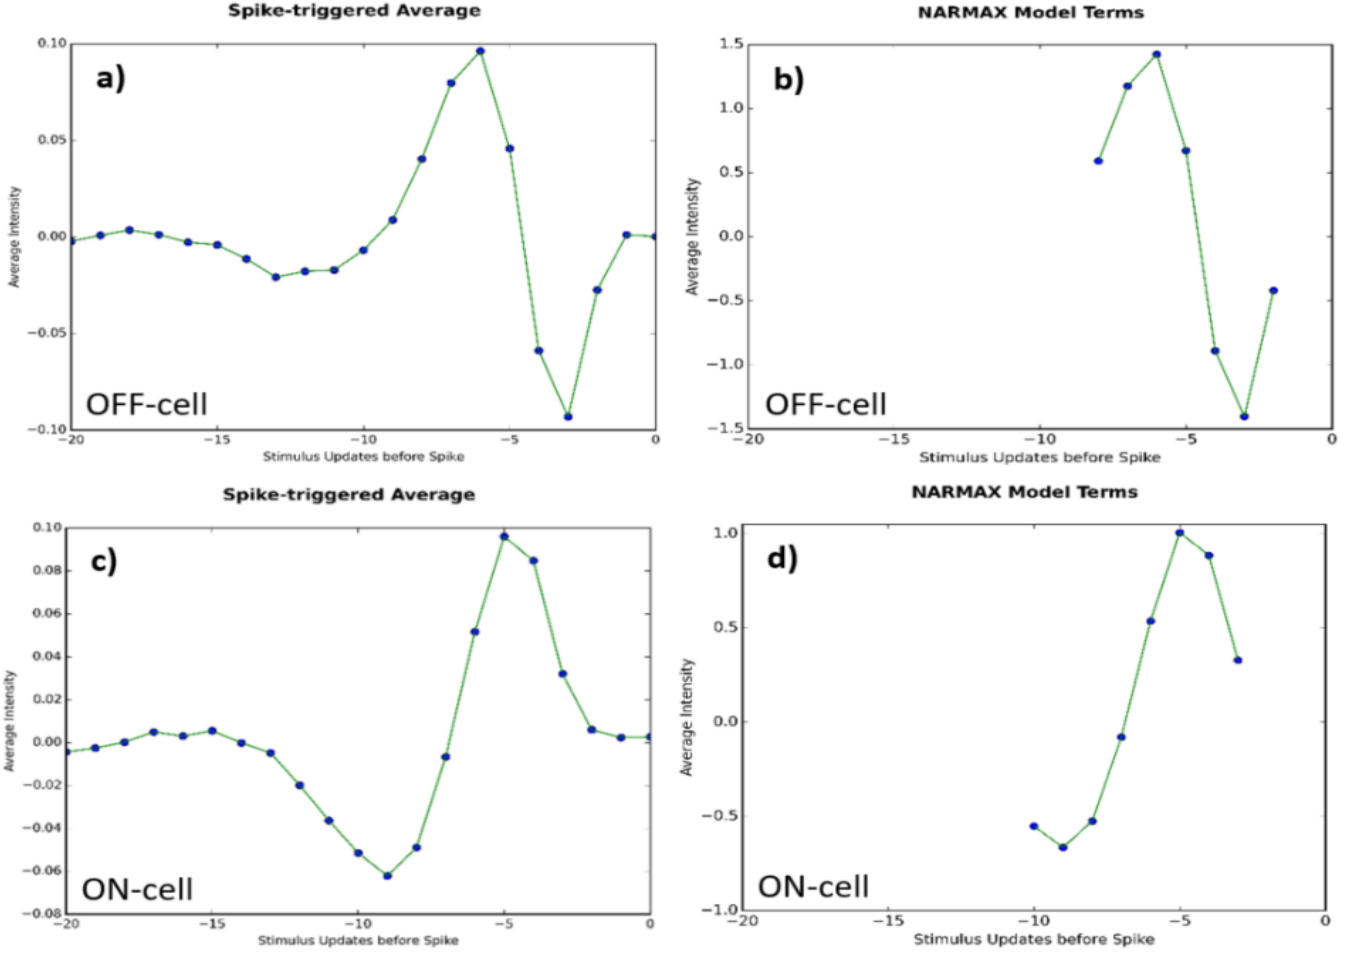 Spike-triggered Average
a)
Average Intensity
0.10
0.05
0.00
−0.05
−0.10
OFF-cell
−20 −15 −10 −5 0
Stimulus Updates before Spike
NARMAX Model Terms
b)
Average Intensity
1.5
1.0
0.5
0.0
−0.5
−1.0
−1.5
OFF-cell
−20 −15 −10 −5 0
Stimulus Updates before Spike
Spike-triggered Average
c)
Average Intensity
0.10
0.08
0.06
0.04
0.02
0.00
−0.02
−0.04
−0.06
−0.08
ON-cell
−20 −15 −10 −5 0
Stimulus Updates before Spike
NARMAX Model Terms
d)
Average Intensity
1.0
0.5
0.0
−0.5
−1.0
ON-cell
−20 −15 −10 −5 0
Stimulus Updates before Spike